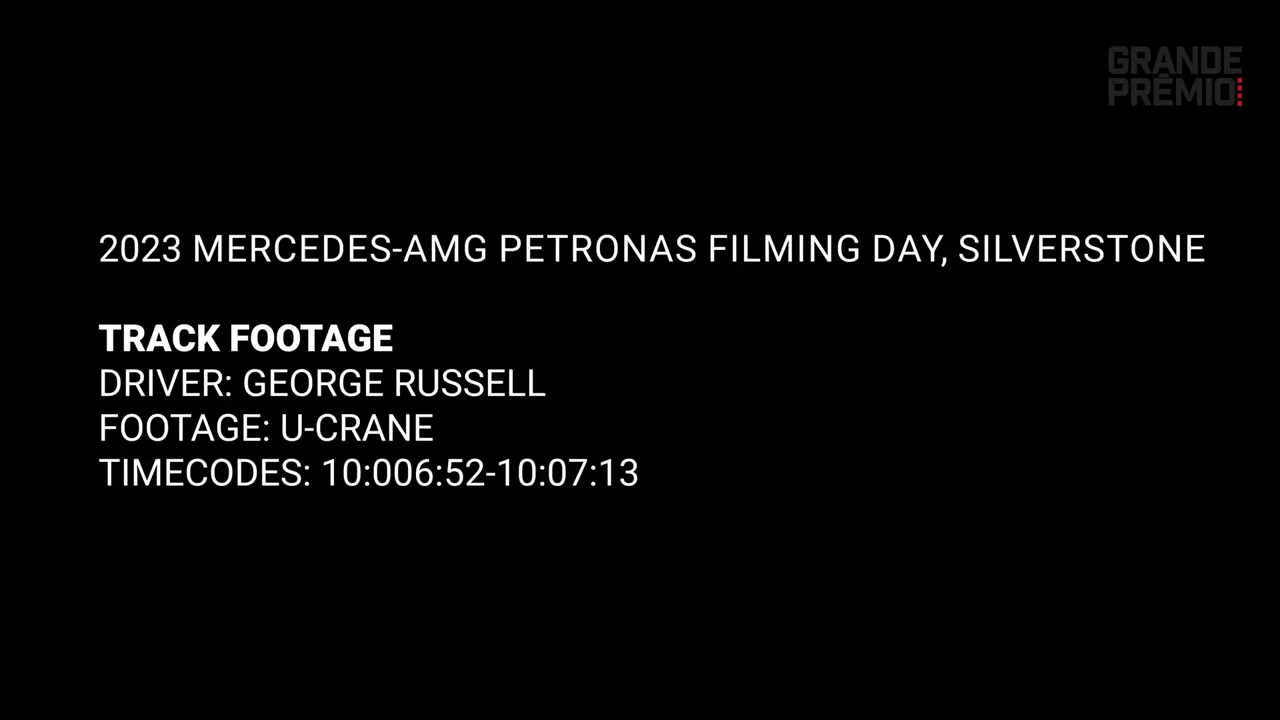 GRANDE
PRÊMIO
2023 MERCEDES-AMG PETRONAS FILMING DAY, SILVERSTONE
TRACK FOOTAGE
DRIVER: GEORGE RUSSELL
FOOTAGE: U-CRANE
TIMECODES: 10:006:52-10:07:13